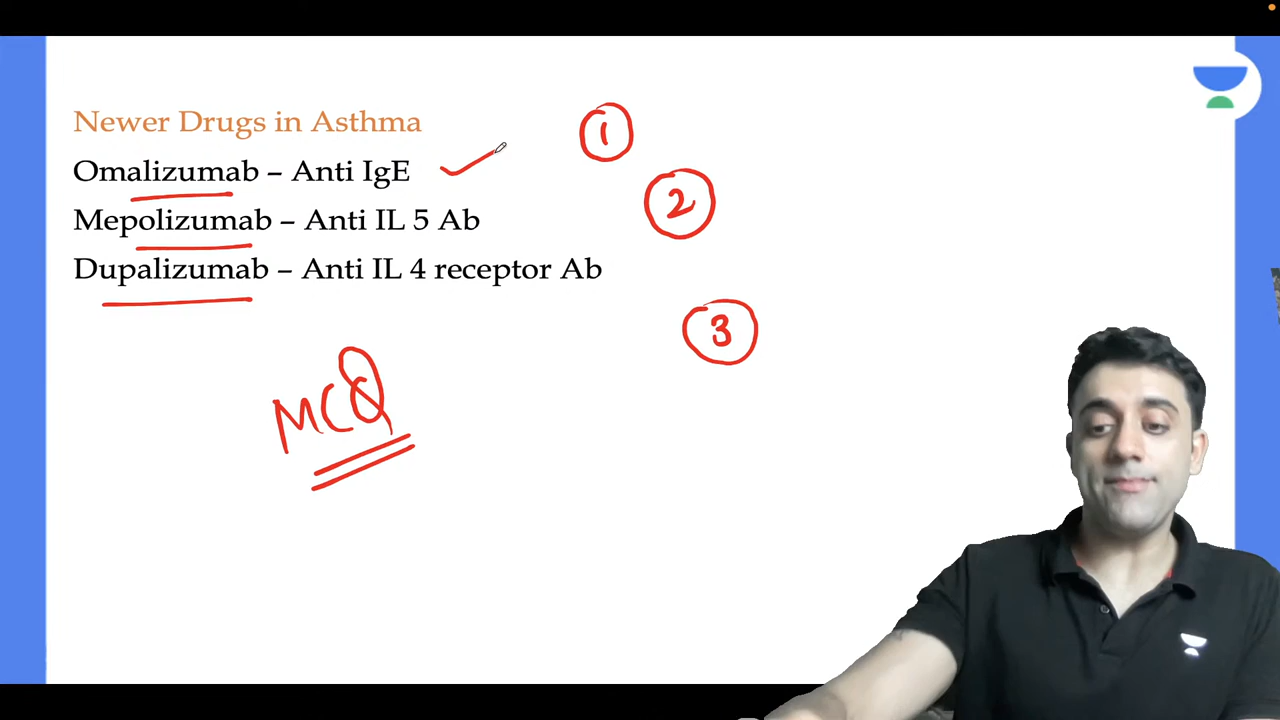 Newer Drugs in Asthma
Omalizumab – Anti IgE
Mepolizumab – Anti IL 5 Ab
Dupalizumab – Anti IL 4 receptor Ab
1
2
3
MCQ